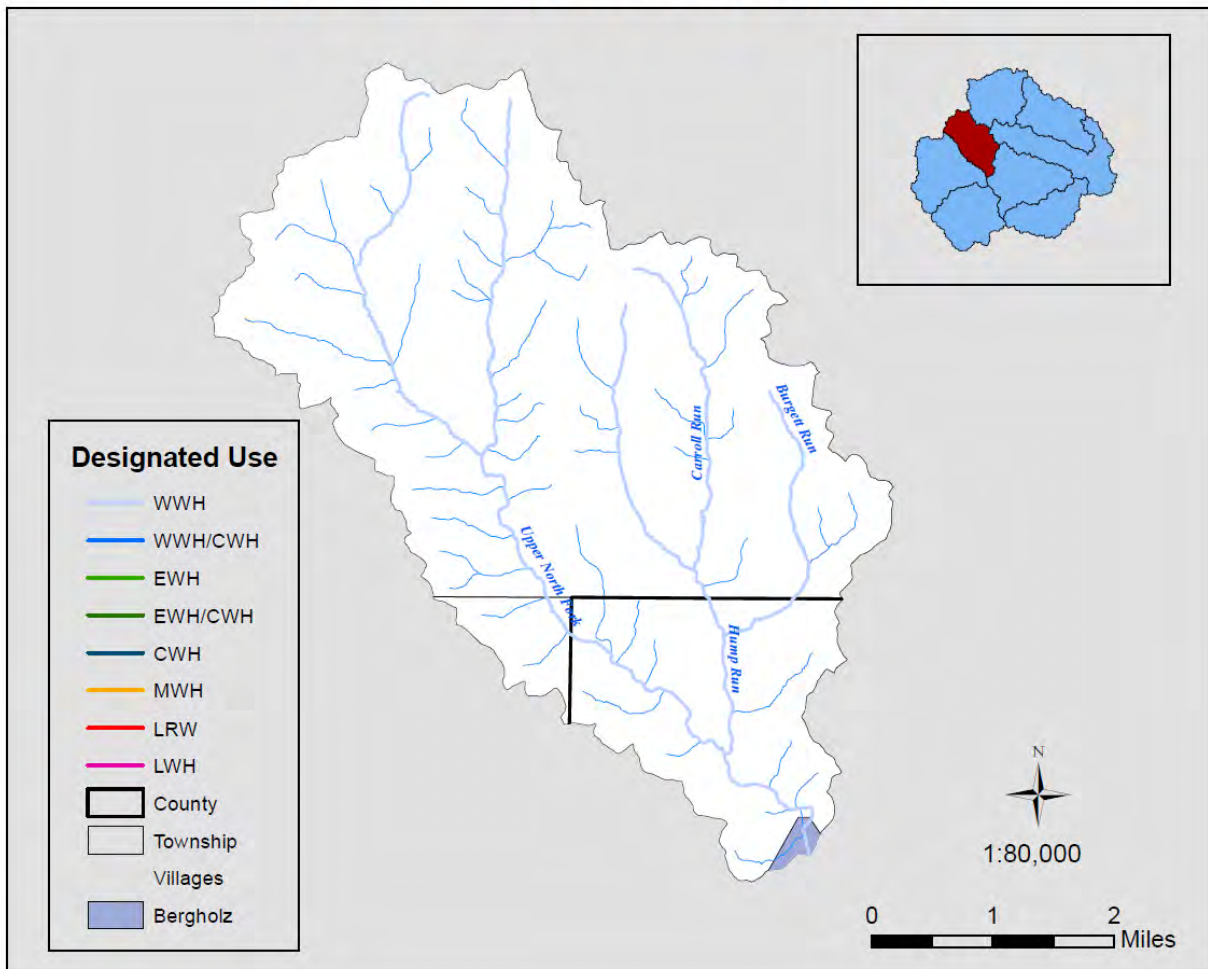 Burgett Run
Carroll Run
Upper North Fork
Hump Run
Designated Use
WWH
WWH/CWH
EWH
EWH/CWH
CWH
MWH
LRW
LWH
County
Township
Villages
Bergholz
N
1:80,000
0 1 2
Miles